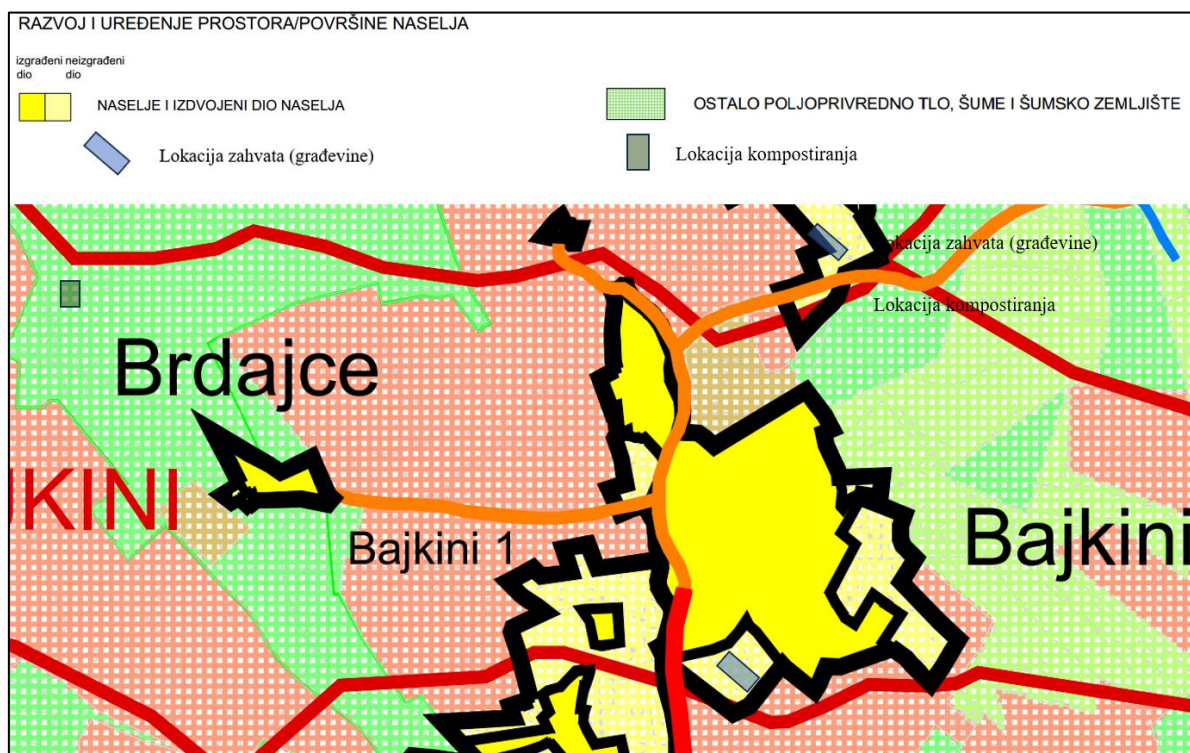 RAZVOJ I UREĐENJE PROSTORA/POVRŠINE NASELJA
izgrađeni neizgrađeni
dio dio
NASELJE I IZDVOJENI DIO NASELJA
OSTALO POLJOPRIVREDNO TLO, ŠUME I ŠUMSKO ZEMLJIŠTE
Lokacija zahvata (građevine)
Lokacija kompostiranja
Lokacija zahvata (građevine)
Lokacija kompostiranja
Brdajce
KINI
Bajkini 1
Bajkini